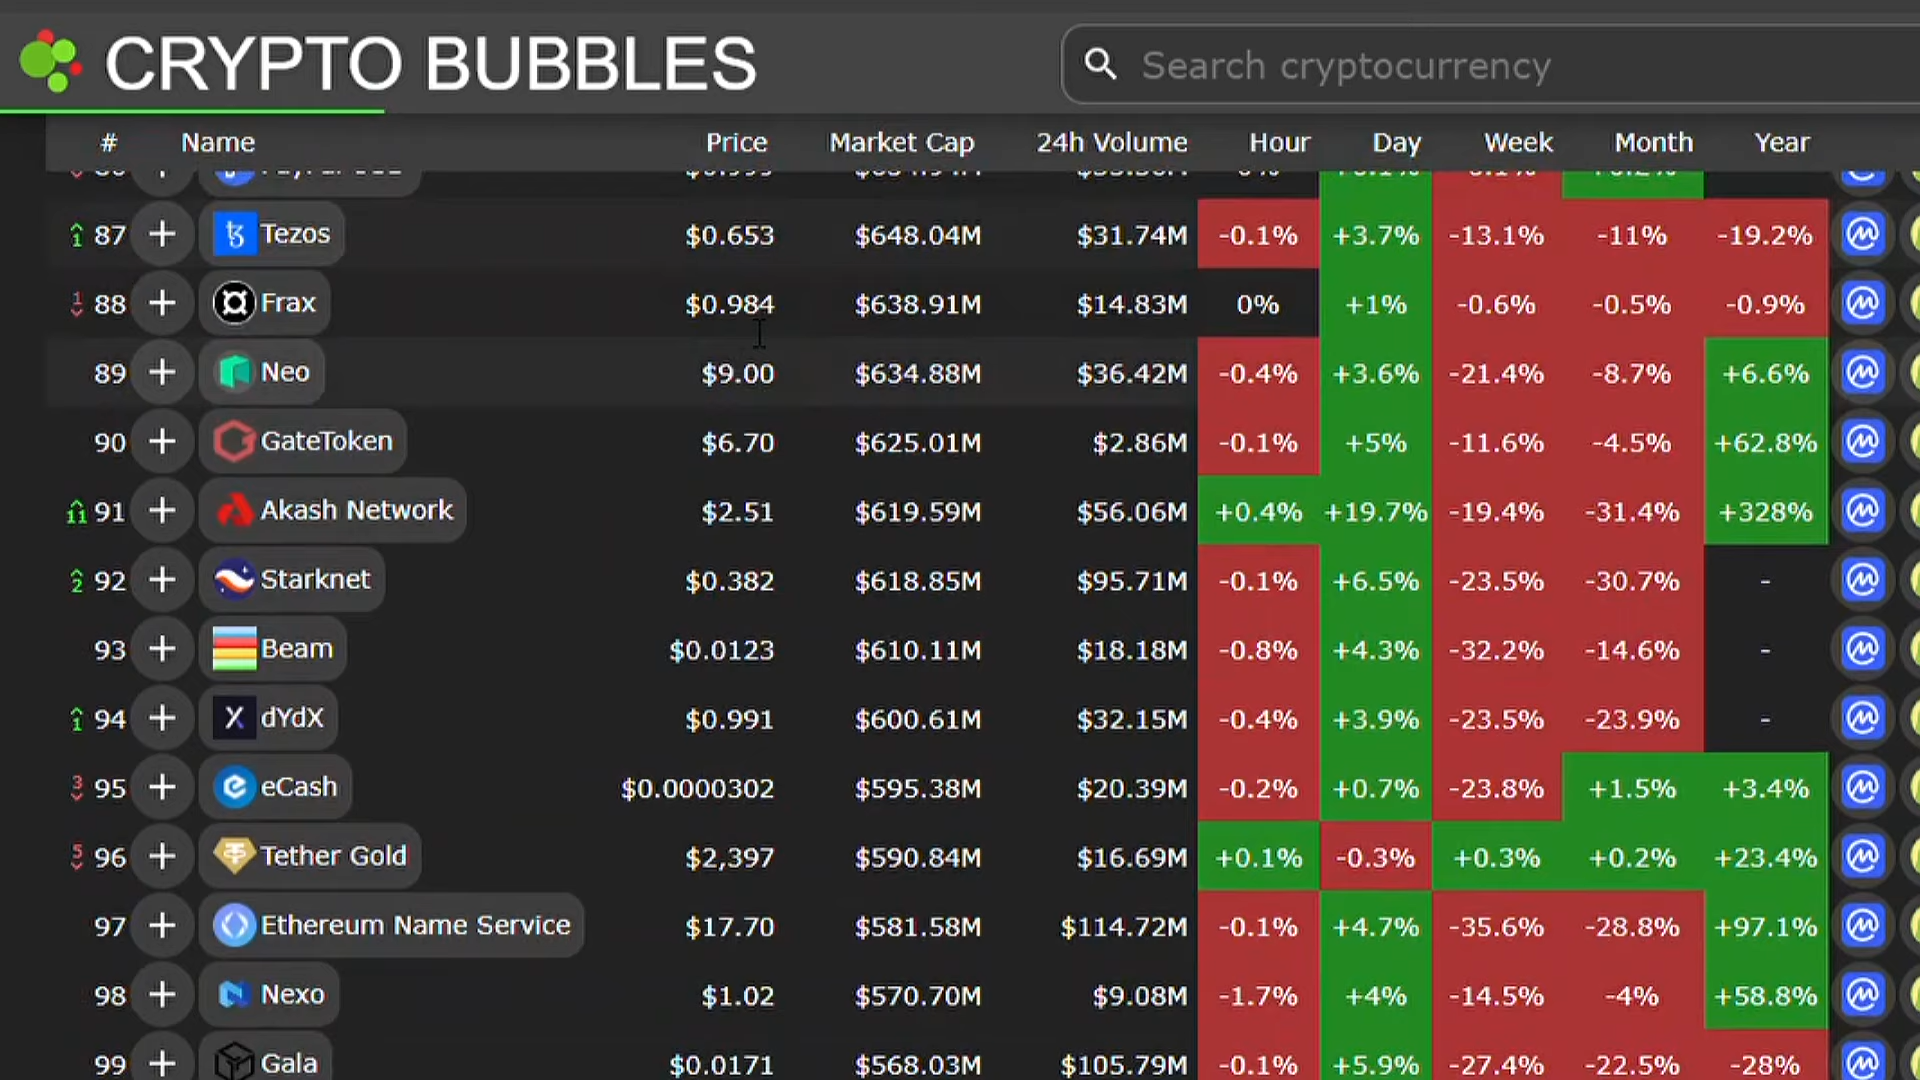 CRYPTO BUBBLES Search cryptocurrency
# Name Price Market Cap 24h Volume Hour Day Week Month Year
1 87 + Tezos $0.653 $648.04M $31.74M -0.1% +3.7% -13.1% -11% -19.2%
1 88 + Frax $0.984 $638.91M $14.83M 0% +1% -0.6% -0.5% -0.9%
89 + Neo $9.00 $634.88M $36.42M -0.4% +3.6% -21.4% -8.7% +6.6%
90 + GateToken $6.70 $625.01M $2.86M -0.1% +5% -11.6% -4.5% +62.8%
11 91 + Akash Network $2.51 $619.59M $56.06M +0.4% +19.7% -19.4% -31.4% +328%
2 92 + Starknet $0.382 $618.85M $95.71M -0.1% +6.5% -23.5% -30.7% -
93 + Beam $0.0123 $610.11M $18.18M -0.8% +4.3% -32.2% -14.6% -
1 94 + dYdX $0.991 $600.61M $32.15M -0.4% +3.9% -23.5% -23.9% -
3 95 + eCash $0.0000302 $595.38M $20.39M -0.2% +0.7% -23.8% +1.5% +3.4%
5 96 + Tether Gold $2,397 $590.84M $16.69M +0.1% -0.3% +0.3% +0.2% +23.4%
97 + Ethereum Name Service $17.70 $581.58M $114.72M -0.1% +4.7% -35.6% -28.8% +97.1%
98 + Nexo $1.02 $570.70M $9.08M -1.7% +4% -14.5% -4% +58.8%
99 + Gala $0.0171 $568.03M $105.79M -0.1% +5.9% -27.4% -22.5% -28%